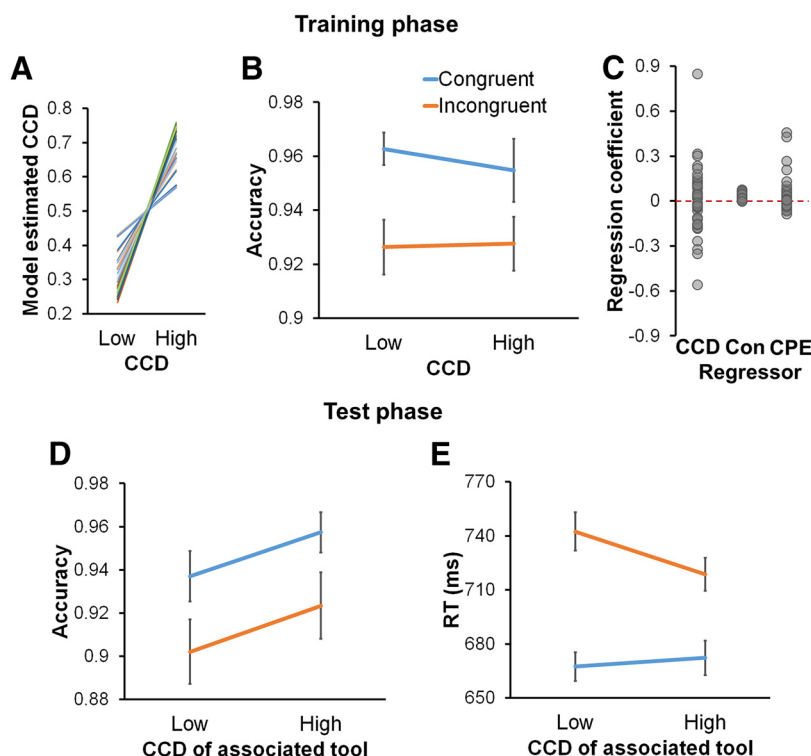 Training phase
A
B
C
Model estimated CCD
0.8
0.7
0.6
0.5
0.4
0.3
0.2
Low High
CCD
Congruent
Incongruent
Accuracy
0.98
0.96
0.94
0.92
0.9
Low High
CCD
Regression coefficient
0.9
0.6
0.3
0
-0.3
-0.6
-0.9
CCD Con CPE
Regressor
Test phase
D
E
Accuracy
0.98
0.96
0.94
0.92
0.9
0.88
Low High
CCD of associated tool
RT (ms)
770
740
710
680
650
Low High
CCD of associated tool